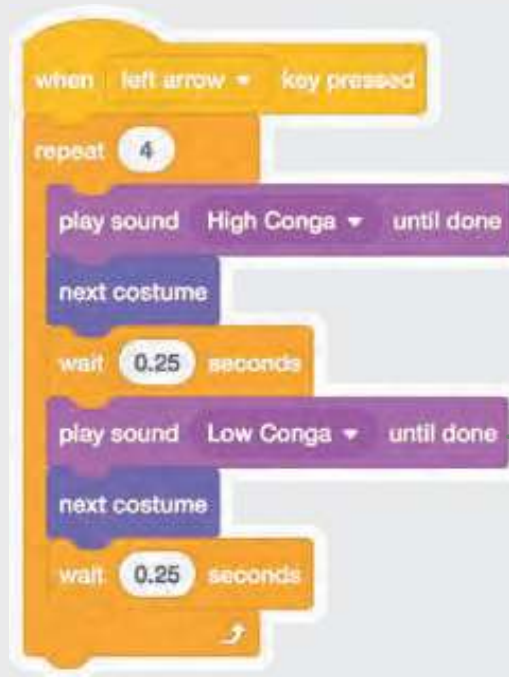 when left arrow key pressed
repeat 4
play sound High Conga until done
next costume
wait 0.25 seconds
play sound Low Conga until done
next costume
wait 0.25 seconds